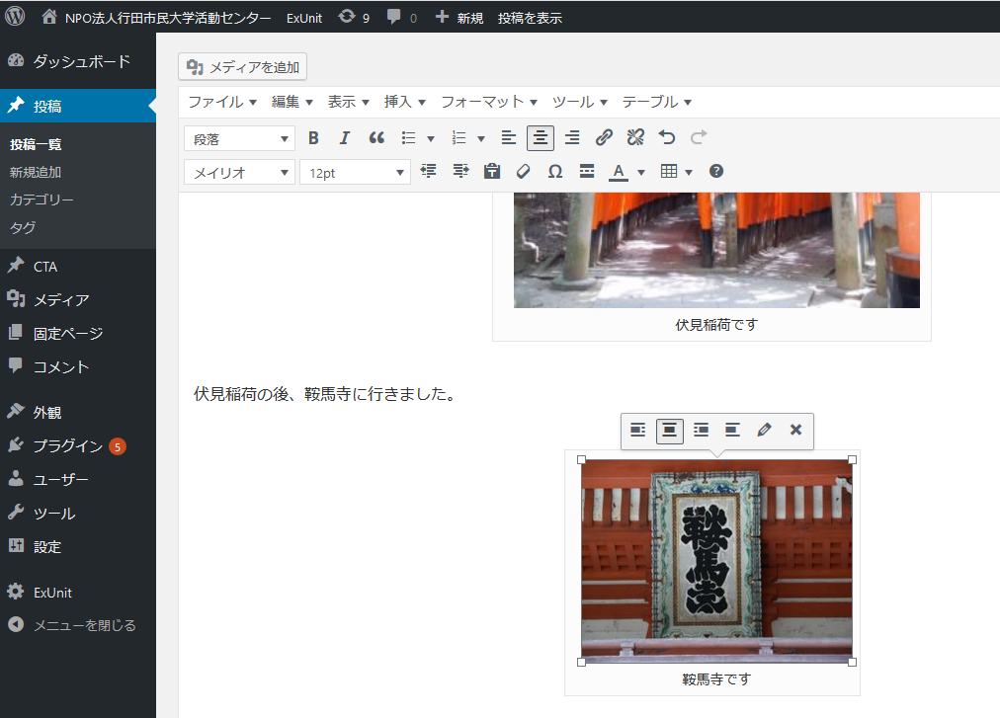 NPO法人行田市民大学活動センター ExUnit 9 0 新規 投稿を表示
ダッシュボード
投稿
投稿一覧
新規追加
カテゴリー
タグ
CTA
メディア
固定ページ
コメント
外観
プラグイン 5
ユーザー
ツール
設定
ExUnit
メニューを閉じる
メディアを追加
ファイル 編集 表示 挿入 フォーマット ツール テーブル
段落 B I
メイリオ 12pt Ω A
伏見稲荷です
伏見稲荷の後、鞍馬寺に行きました。
鞍馬寺
鞍馬寺です